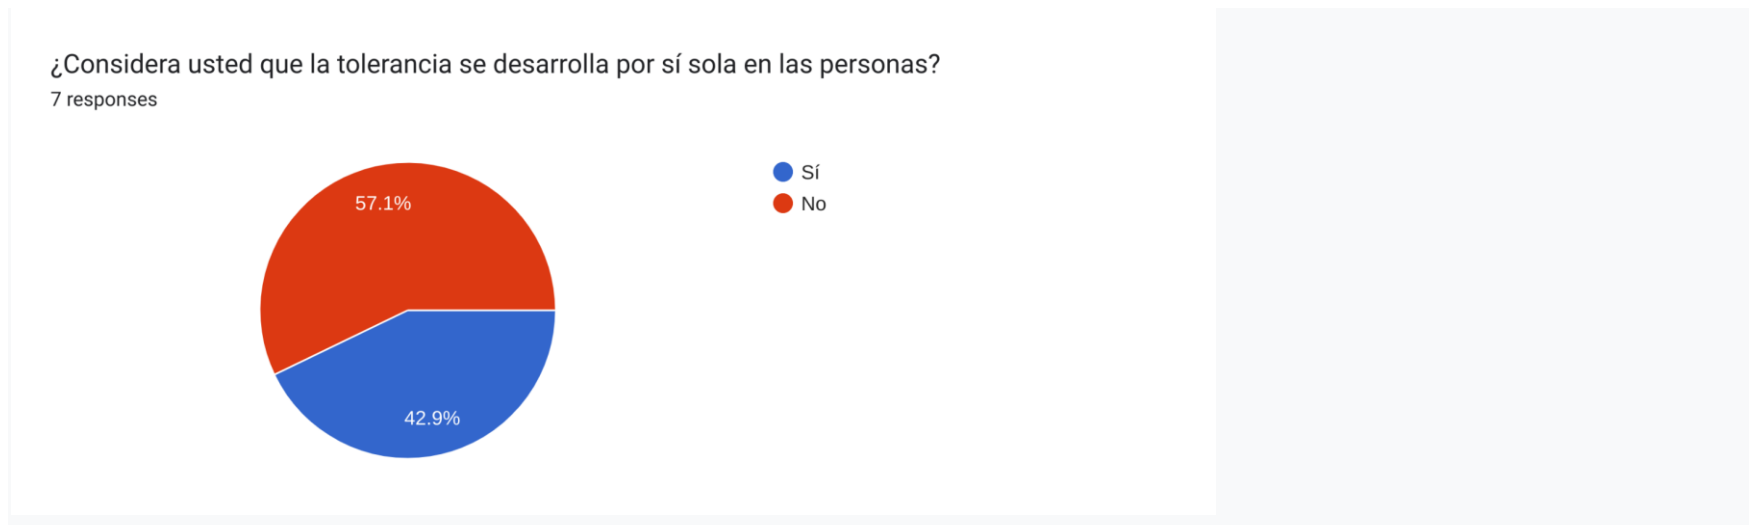 ¿Considera usted que la tolerancia se desarrolla por sí sola en las personas?
7 responses
57.1%
42.9%
Sí
No